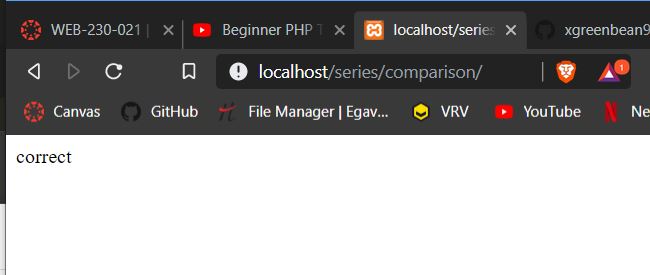 WEB-230-021 |
Beginner PHP T
localhost/series
xgreenbean9
localhost/series/comparison/
1
Canvas
GitHub
File Manager | Egav...
VRV
YouTube
Ne
correct